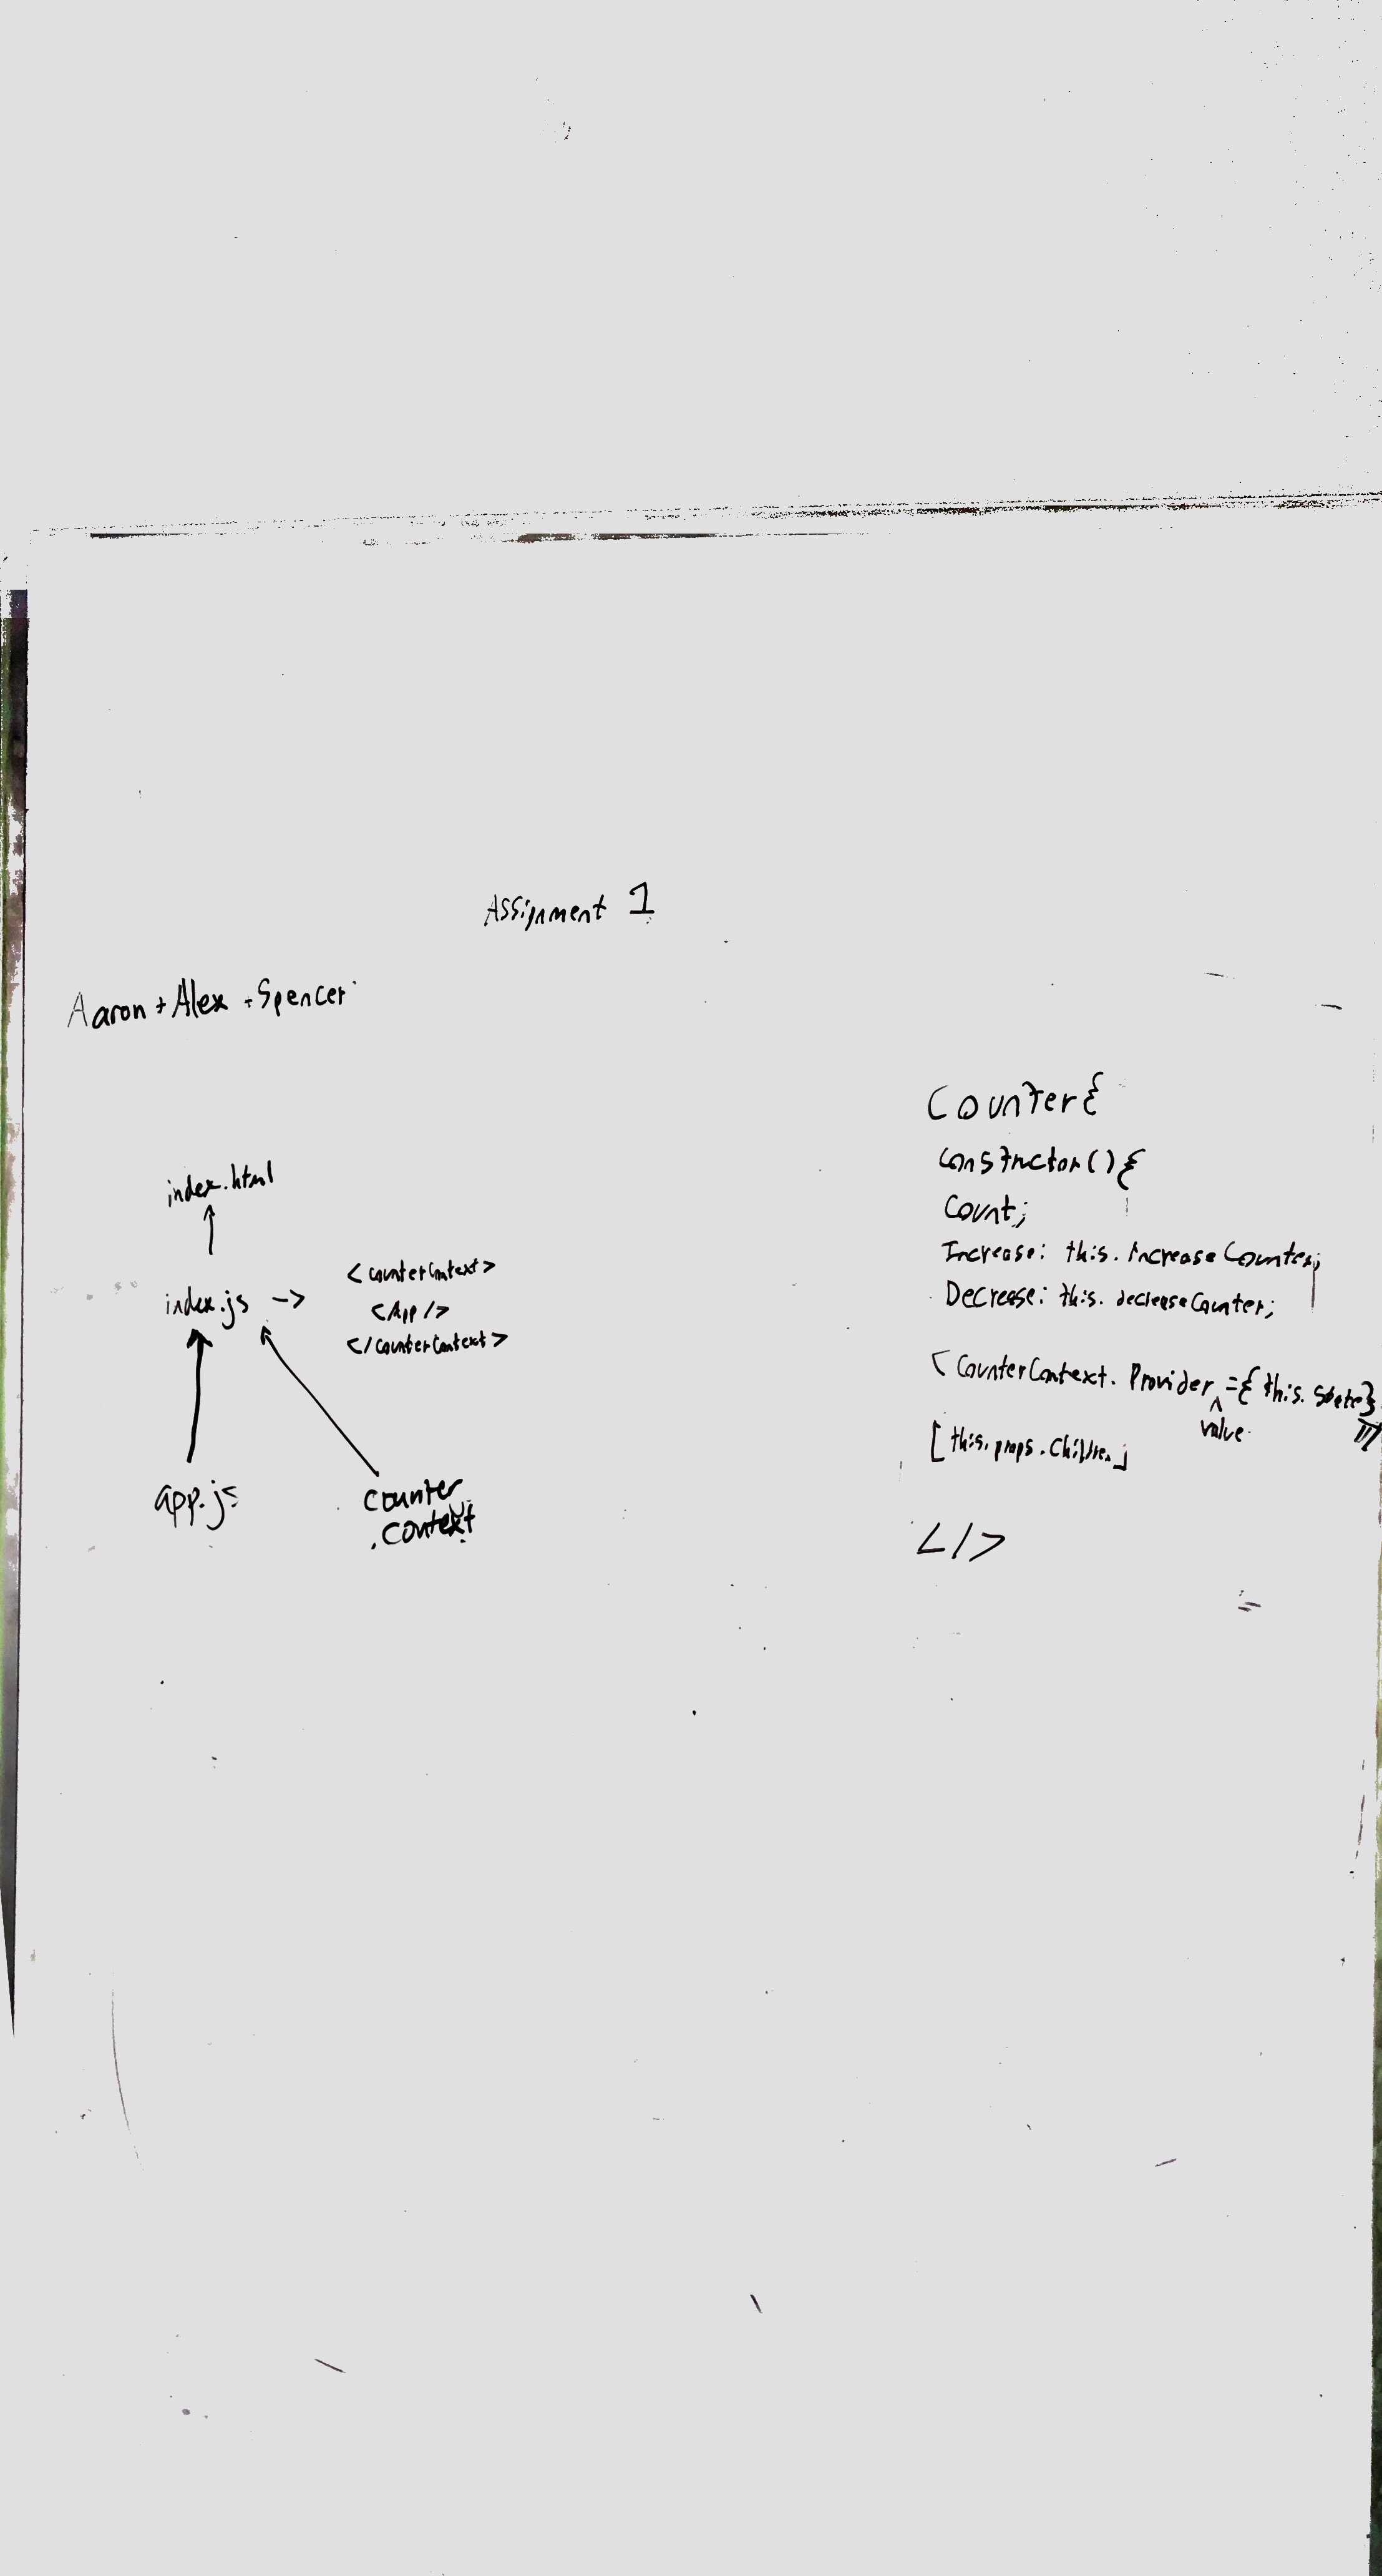 Assignment 1
Aaron + Alex + Spencer
index.html
index.js ->
<counterContext>
<App />
</counterContext>
app.js
counter
.context
Counter{
constructor(){
Count;
Increase: this.increaseCounter;
Decrease: this.decreaseCounter;
<CounterContext.Provider ={this.state}
^
value
[this.props.children]
</>